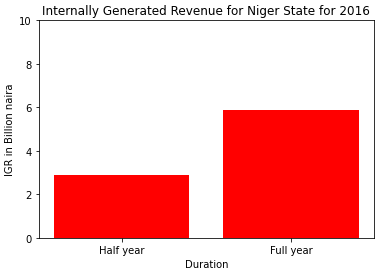 Internally Generated Revenue for Niger State for 2016
IGR in Billion naira
10
8
6
4
2
0
Half year
Full year
Duration